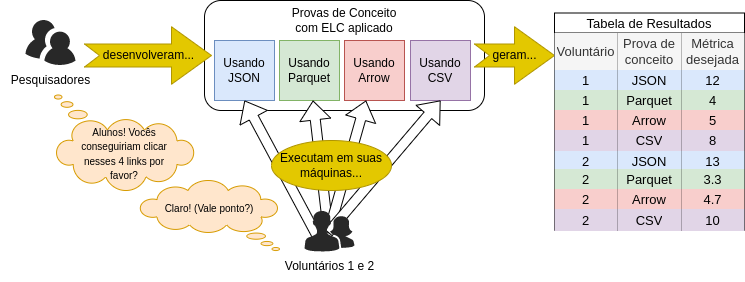 Provas de Conceito
com ELC aplicado
Pesquisadores
desenvolveram...
Usando
JSON
Usando
Parquet
Usando
Arrow
Usando
CSV
geram...
Alunos! Vocês
conseguiriam clicar
nesses 4 links por
favor?
Claro! (Vale ponto?)
Executam em suas
máquinas...
Voluntários 1 e 2
Tabela de Resultados
Voluntário Prova de conceito Métrica desejada
1 JSON 12
1 Parquet 4
1 Arrow 5
1 CSV 8
2 JSON 13
2 Parquet 3.3
2 Arrow 4.7
2 CSV 10